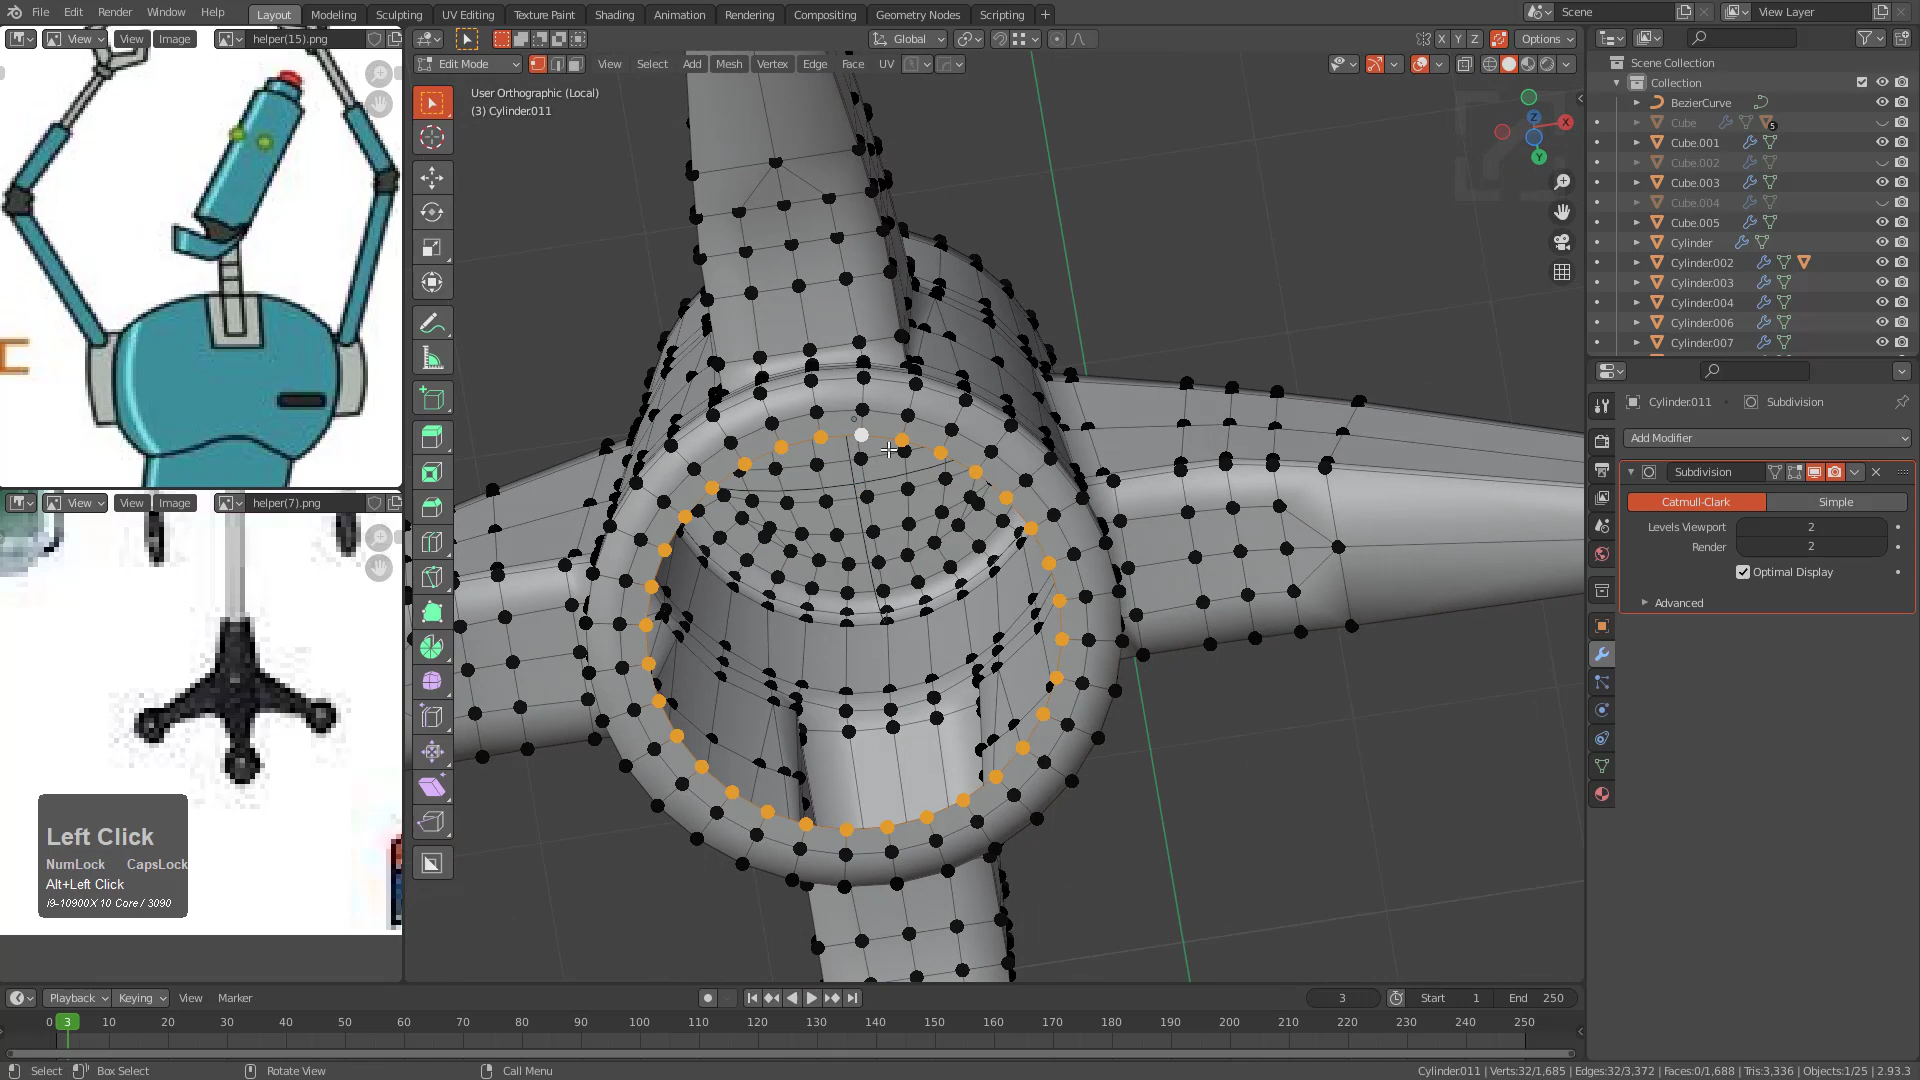 File Edit Render Window Help Layout Modeling Sculpting UV Editing Texture Paint Shading Animation Rendering Compositing Geometry Nodes Scripting + Scene View Layer
View View Image helper(15).png Global X Y Z Options
Edit Mode View Select Add Mesh Vertex Edge Face UV
User Orthographic (Local)
(3) Cylinder.011
Z X Y
Scene Collection
Collection
BezierCurve
Cube 5
Cube.001
Cube.002
Cube.003
Cube.004
Cube.005
Cylinder
Cylinder.002
Cylinder.003
Cylinder.004
Cylinder.006
Cylinder.007
Cylinder.011 Subdivision
Add Modifier
Subdivision
Catmull-Clark Simple
Levels Viewport 2
Render 2
Optimal Display
Advanced
View View Image helper(7).png
Left Click
NumLock CapsLock
Alt+Left Click
i9-10900X 10 Core / 3090
Playback Keying View Marker 3 Start 1 End 250
0 3 10 20 30 40 50 60 70 80 90 100 110 120 130 140 150 160 170 180 190 200 210 220 230 240 250
Select Box Select Rotate View Call Menu Cylinder.011 | Verts:32/1,685 | Edges:32/3,372 | Faces:0/1,688 | Tris:3,336 | Objects:1/25 | 2.93.3